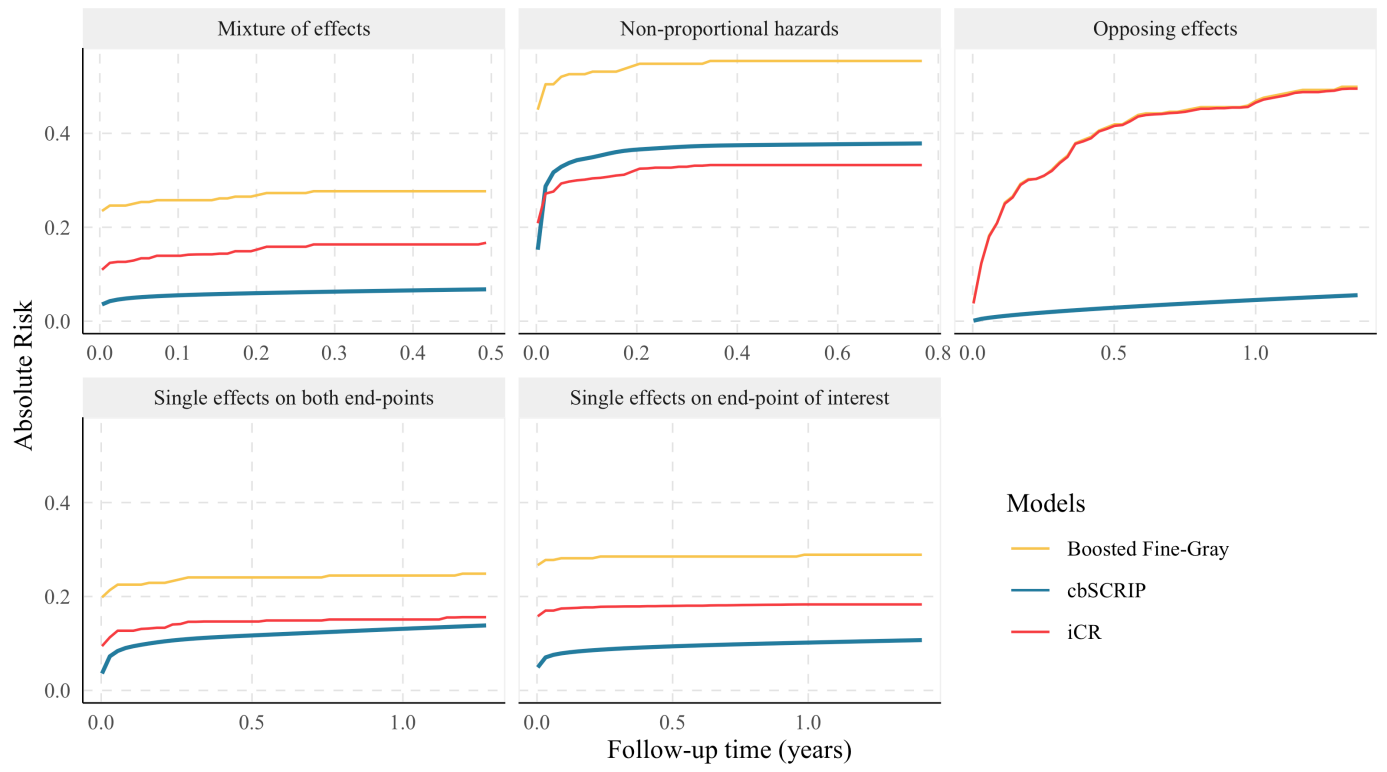 Mixture of effects
Non-proportional hazards
Opposing effects
0.4
0.2
0.0
0.0 0.1 0.2 0.3 0.4 0.5
0.0 0.2 0.4 0.6 0.8
0.0 0.5 1.0
Absolute Risk
Single effects on both end-points
Single effects on end-point of interest
0.4
0.2
0.0
0.0 0.5 1.0
0.0 0.5 1.0
Follow-up time (years)
Models
Boosted Fine-Gray
cbSCRIP
iCR